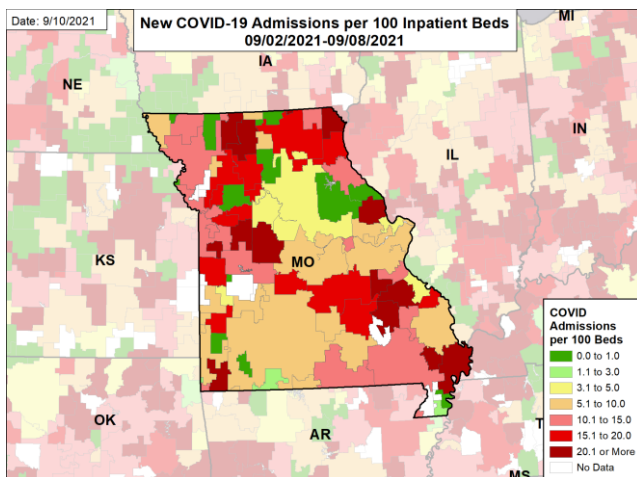 Date: 9/10/2021
New COVID-19 Admissions per 100 Inpatient Beds
09/02/2021-09/08/2021
MI
NE
IA
IN
IL
KS
MO
COVID
Admissions
per 100 Beds
0.0 to 1.0
1.1 to 3.0
3.1 to 5.0
5.1 to 10.0
10.1 to 15.0
15.1 to 20.0
20.1 or More
No Data
OK
AR
T
MS